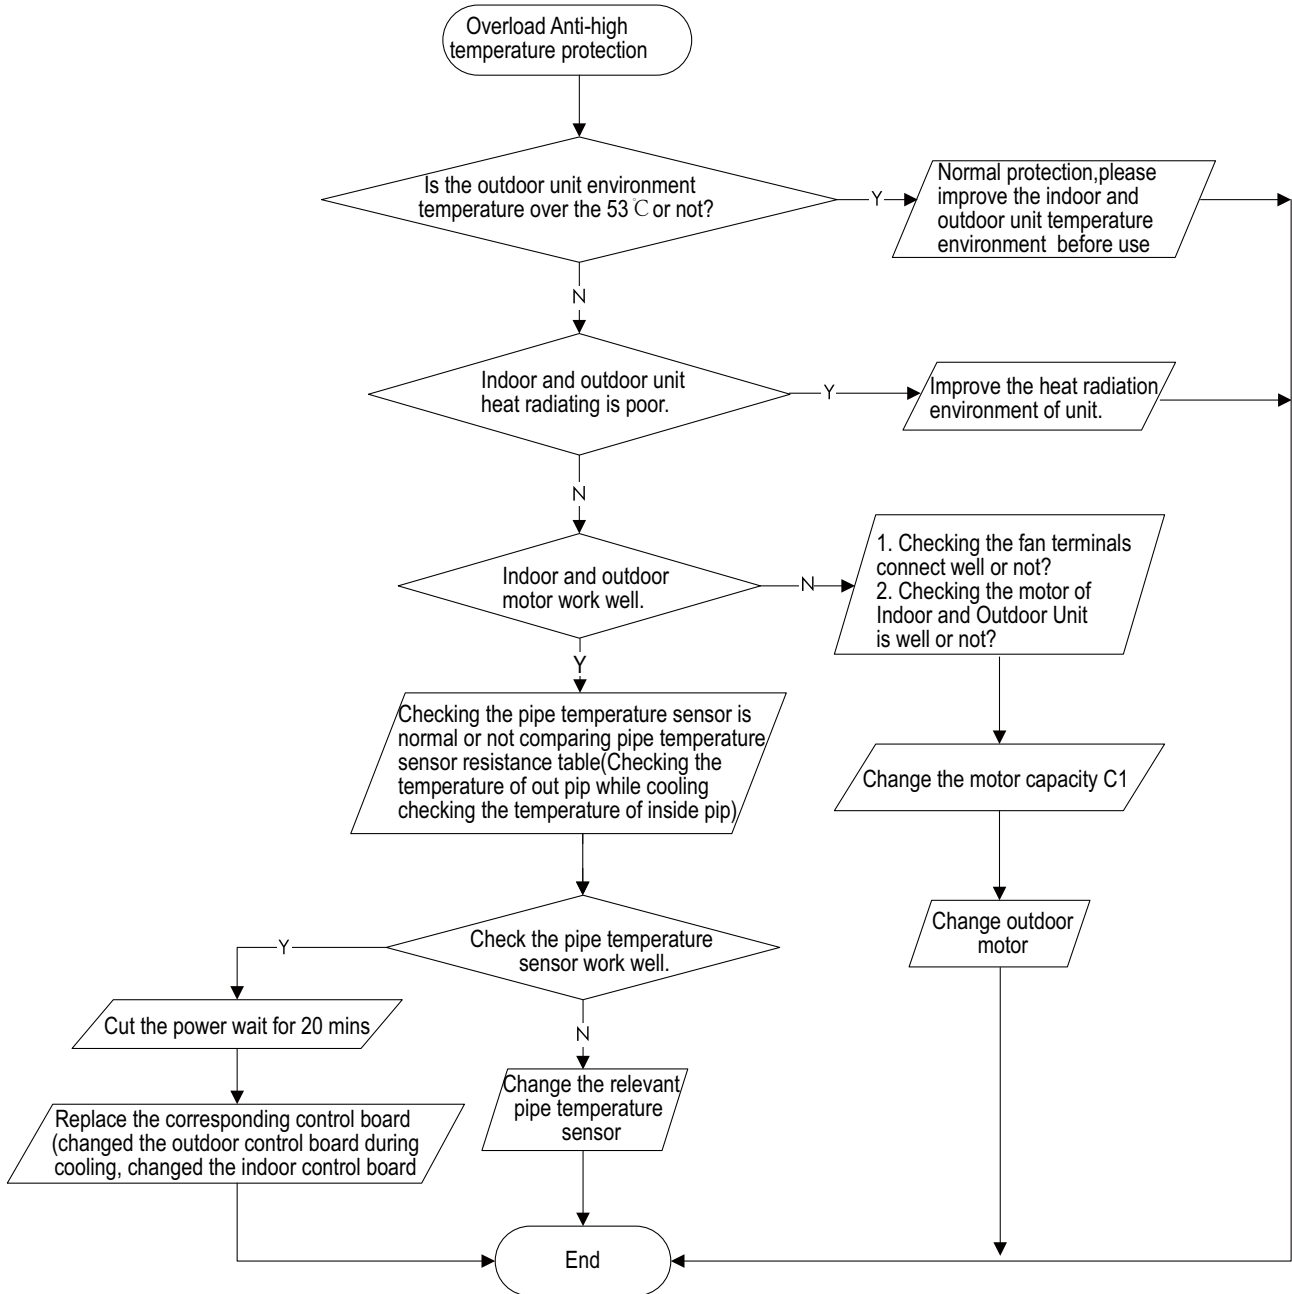 Overload Anti-high
temperature protection
Is the outdoor unit environment
temperature over the 53℃ or not?
Y
Normal protection,please
improve the indoor and
outdoor unit temperature
environment before use
N
Indoor and outdoor unit
heat radiating is poor.
Y
Improve the heat radiation
environment of unit.
N
Indoor and outdoor
motor work well.
N
1. Checking the fan terminals
connect well or not?
2. Checking the motor of
Indoor and Outdoor Unit
is well or not?
Y
Checking the pipe temperature sensor is
normal or not comparing pipe temperature
sensor resistance table(Checking the
temperature of out pip while cooling
checking the temperature of inside pip)
Change the motor capacity C1
Change outdoor
motor
Check the pipe temperature
sensor work well.
Y
Cut the power wait for 20 mins
N
Change the relevant
pipe temperature
sensor
Replace the corresponding control board
(changed the outdoor control board during
cooling, changed the indoor control board
End